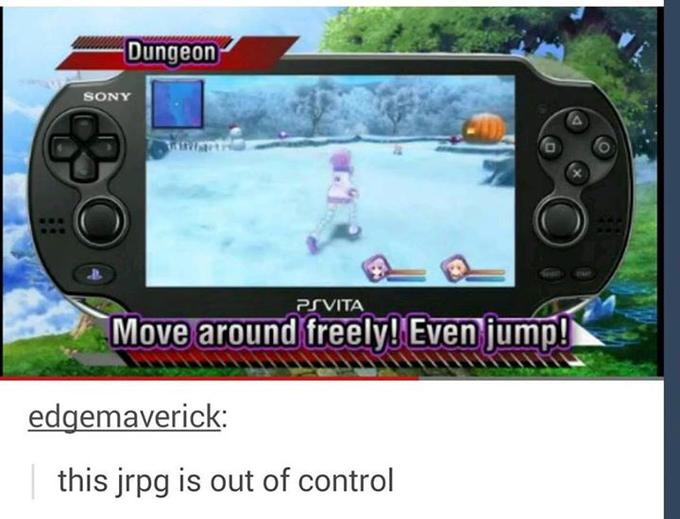 Dungeon
SONY
PSVITA
Move around freely! Even jump!
edgemaverick:
this jrpg is out of control